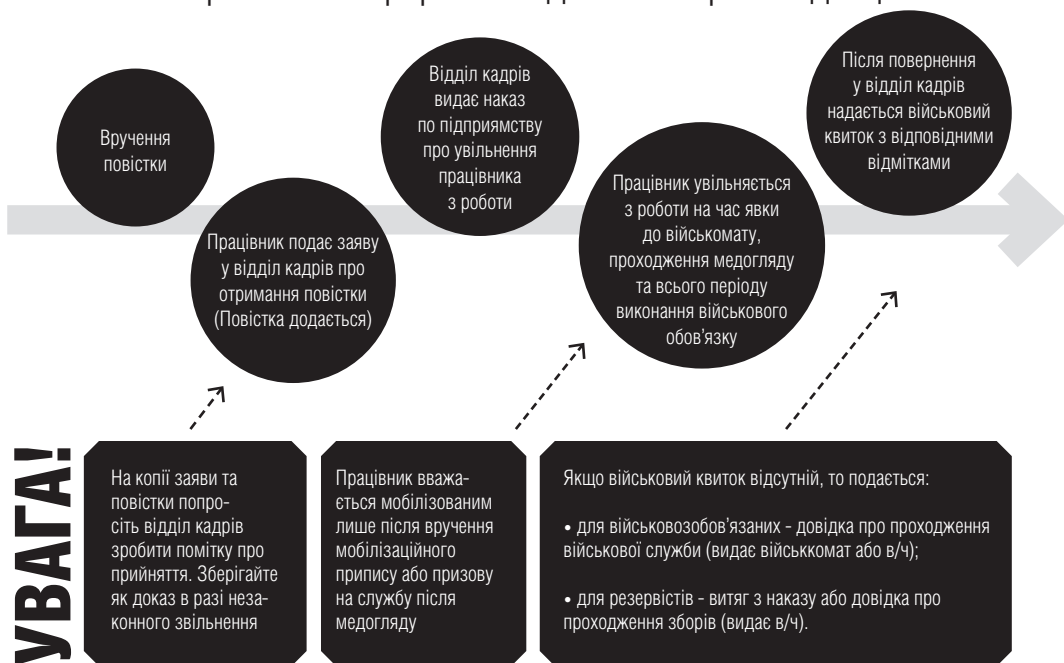 Вручення
повістки
Працівник подає заяву
у відділ кадрів про
отримання повістки
(Повістка додається)
Відділ кадрів
видає наказ
по підприямству
про увільнення
працівника
з роботи
Працівник увільняється
з роботи на час явки
до військомату,
проходження медогляду
та всього періоду
виконання військового
обов’язку
Після повернення
у відділ кадрів
надається військовий
квиток з відповідними
відмітками
УВАГА!
На копії заяви та
повістки попро-
сіть відділ кадрів
зробити помітку про
прийняття. Зберігайте
як доказ в разі неза-
конного звільнення
Працівник вважа-
ється мобілізованим
лише після вручення
мобілізаційного
припису або призову
на службу після
медогляду
Якщо військовий квиток відсутній, то подається:
• для військовозобов’язаних - довідка про проходження
військової служби (видає військкомат або в/ч);
• для резервістів - витяг з наказу або довідка про
проходження зборів (видає в/ч).